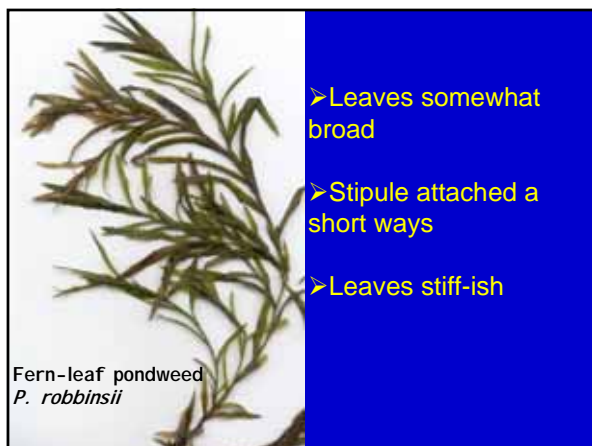 ➢Leaves somewhat
broad
➢Stipule attached a
short ways
➢Leaves stiff-ish
Fern-leaf pondweed
P. robbinsii